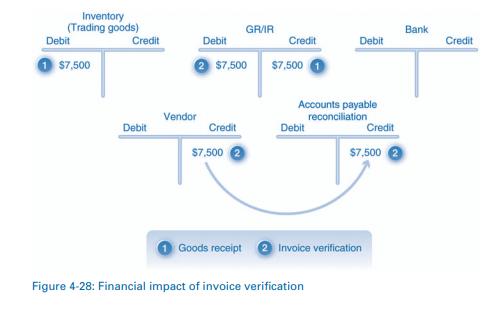 Inventory
(Trading goods)
Debit Credit
1 $7,500
GR/IR
Debit Credit
2 $7,500 $7,500 1
Bank
Debit Credit
Vendor
Debit Credit
$7,500 2
Accounts payable
reconciliation
Debit Credit
$7,500 2
1 Goods receipt 2 Invoice verification
Figure 4-28: Financial impact of invoice verification